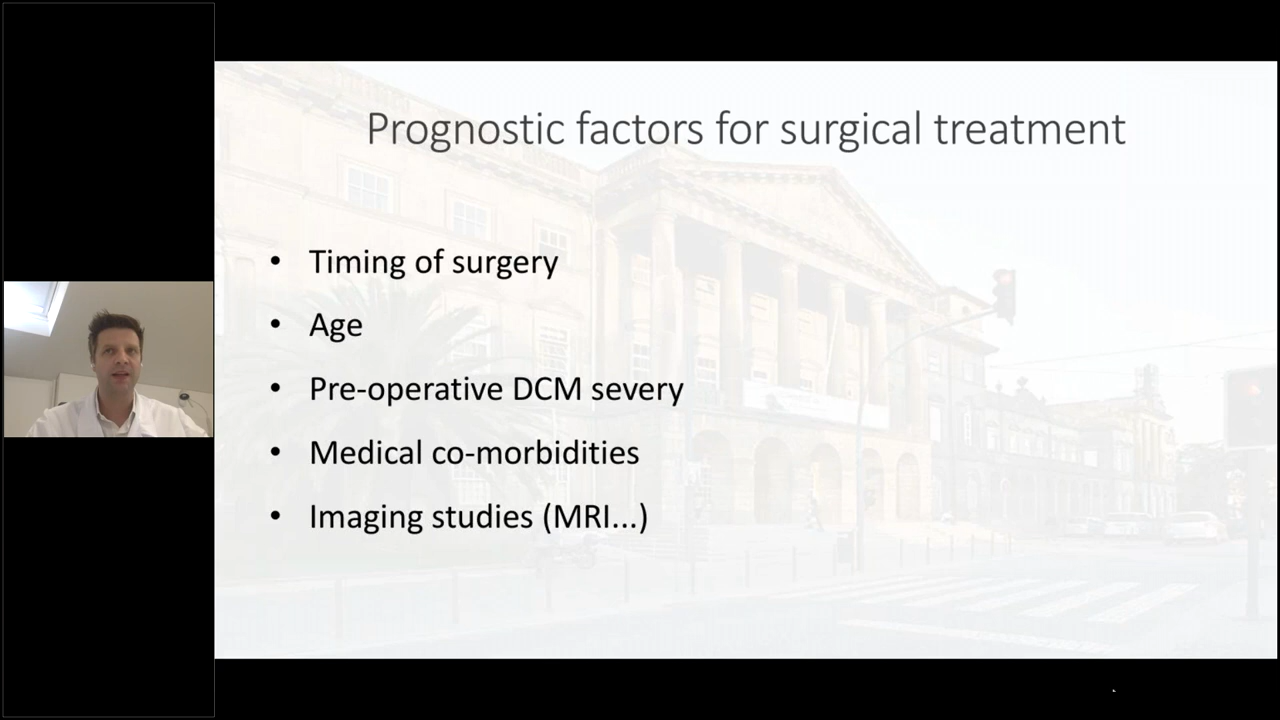 Prognostic factors for surgical treatment
• Timing of surgery
• Age
• Pre-operative DCM severy
• Medical co-morbidities
• Imaging studies (MRI...)